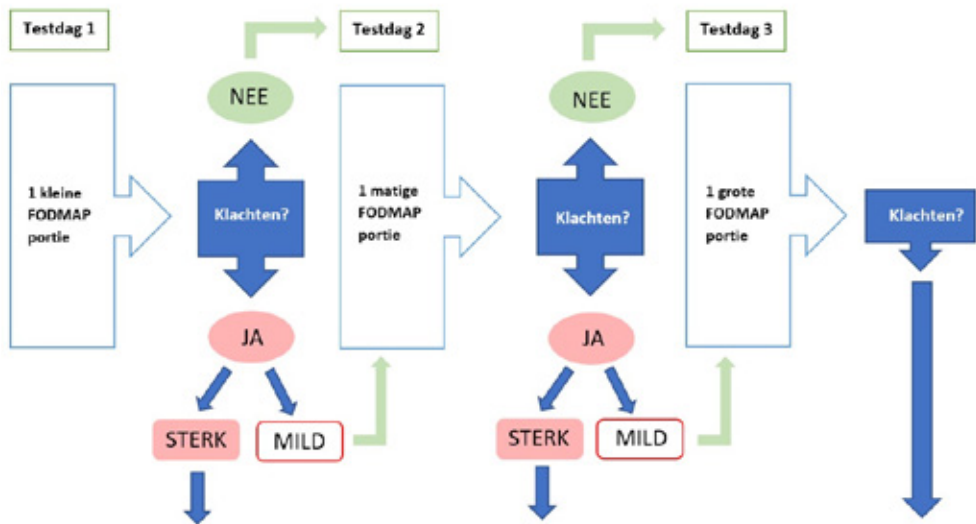 Testdag 1
Testdag 2
Testdag 3
NEE
NEE
1 kleine
FODMAP
portie
Klachten?
1 matige
FODMAP
portie
Klachten?
1 grote
FODMAP
portie
Klachten?
JA
JA
STERK
MILD
STERK
MILD